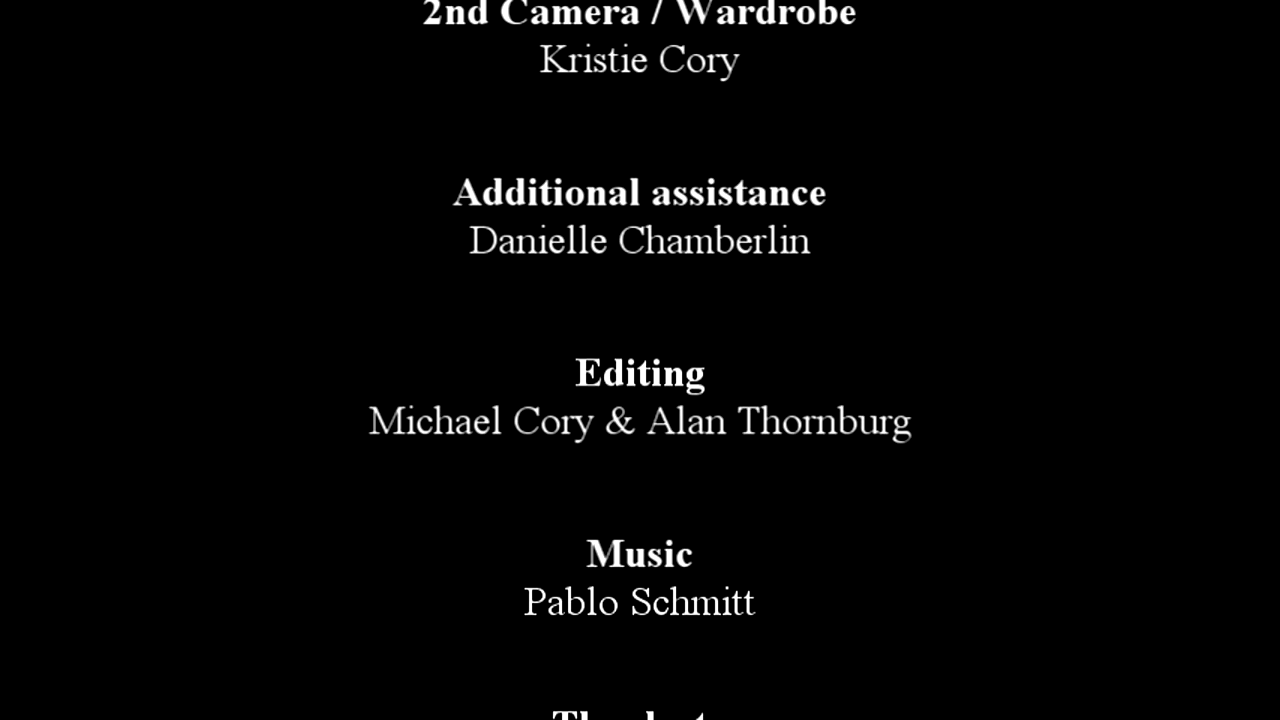 2nd Camera / Wardrobe
Kristie Cory
Additional assistance
Danielle Chamberlin
Editing
Michael Cory & Alan Thornburg
Music
Pablo Schmitt